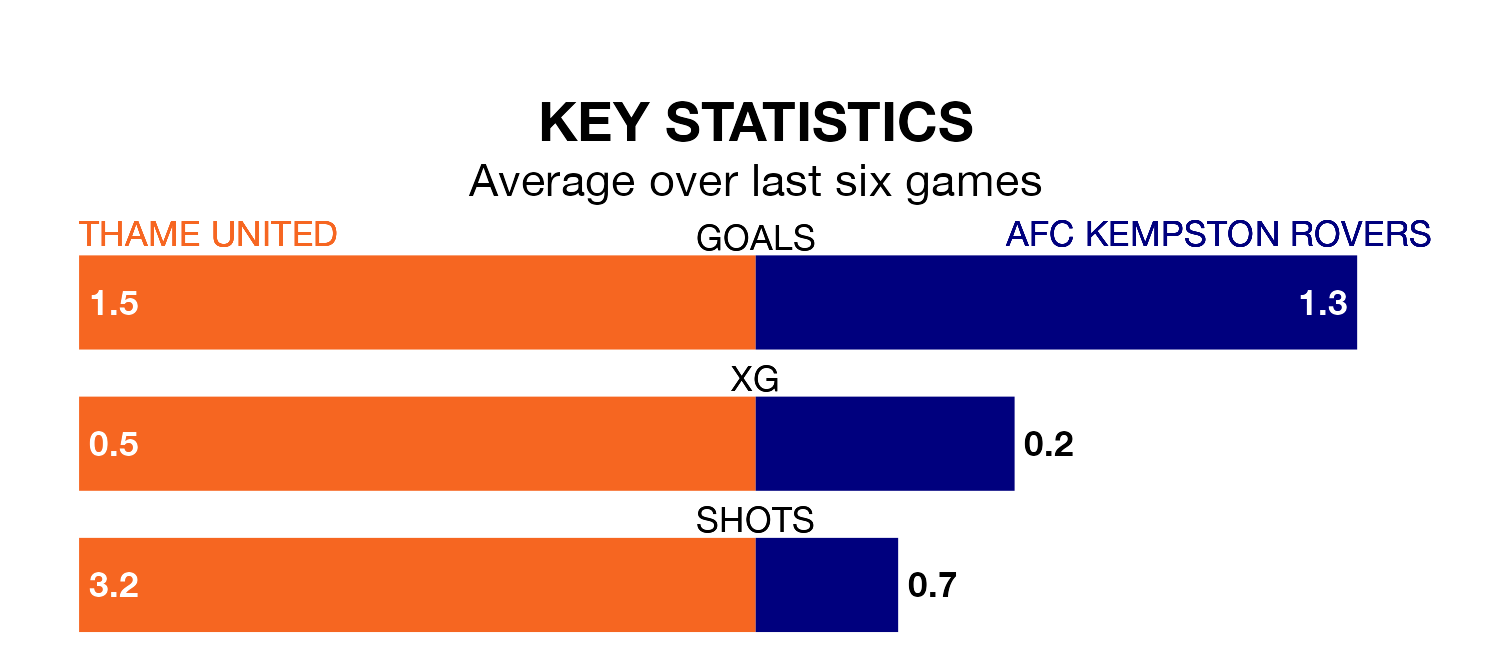 KEY STATISTICS
Average over last six games
THAME UNITED
GOALS
AFC KEMPSTON ROVERS
1.5
1.3
XG
0.5
0.2
SHOTS
3.2
0.7